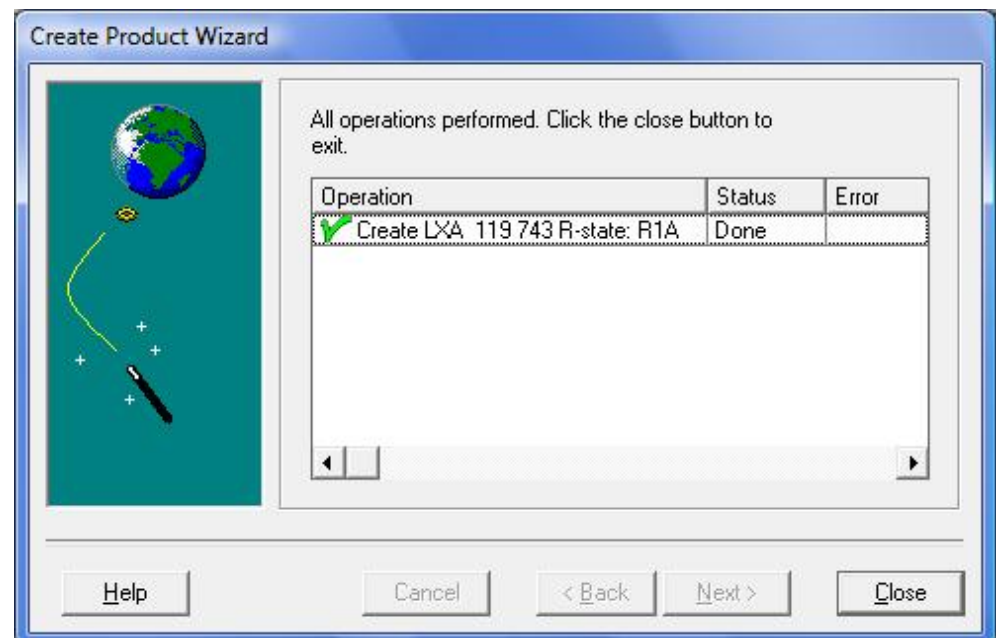 Create Product Wizard
All operations performed. Click the close button to
exit.
Operation Status Error
Create LXA 119 743 R-state: R1A Done
Help Cancel < Back Next > Close